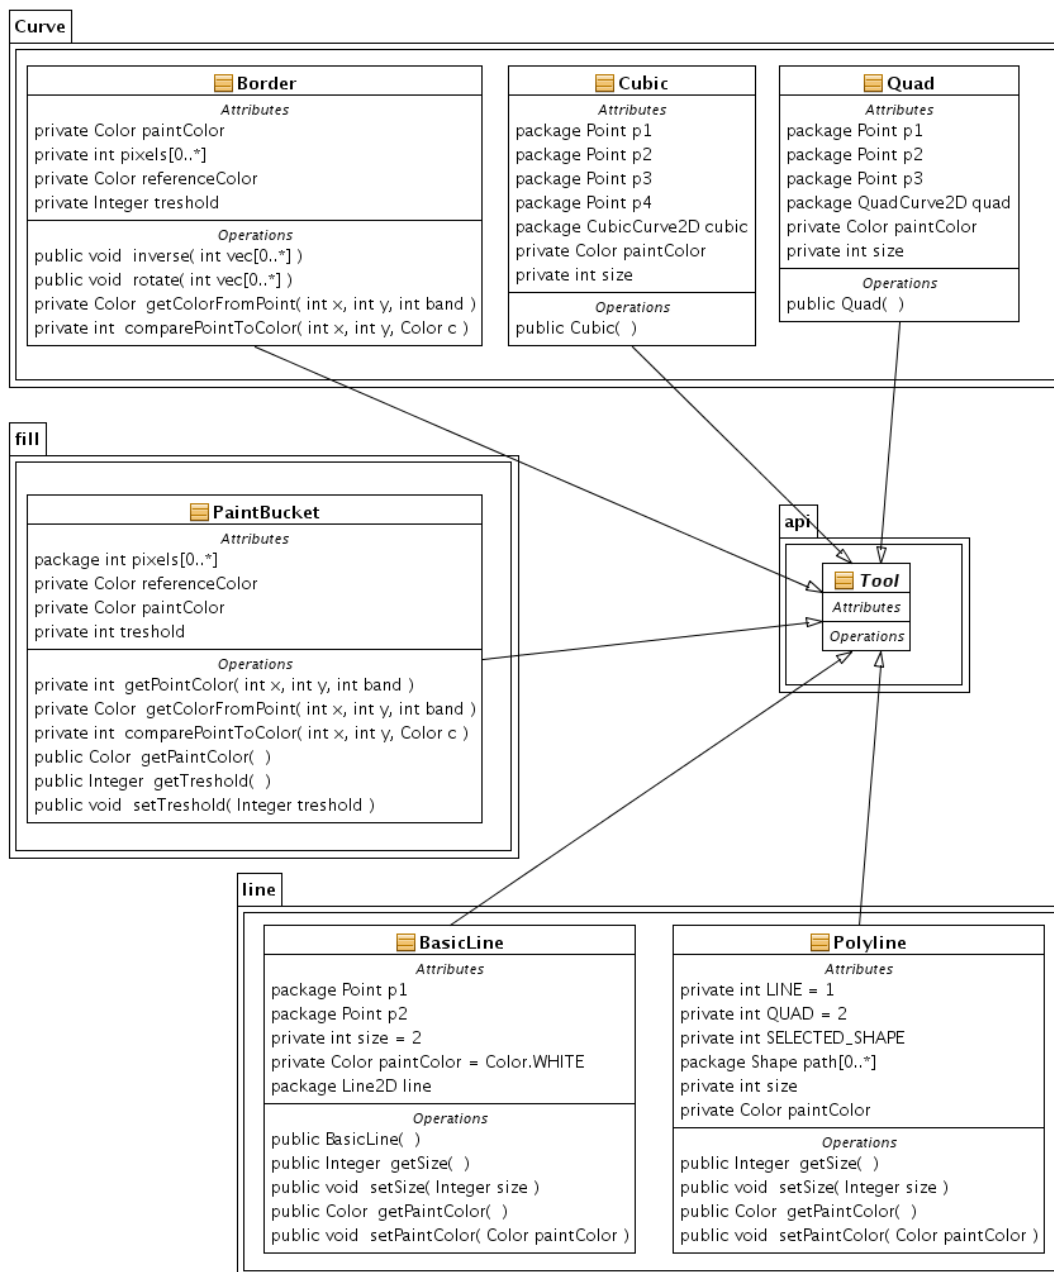 Curve
Border
Attributes
private Color paintColor
private int pixels[0..*]
private Color referenceColor
private Integer treshold
Operations
public void  inverse( int vec[0..*] )
public void  rotate( int vec[0..*] )
private Color  getColorFromPoint( int x, int y, int band )
private int  comparePointToColor( int x, int y, Color c )
Cubic
Attributes
package Point p1
package Point p2
package Point p3
package Point p4
package CubicCurve2D cubic
private Color paintColor
private int size
Operations
public Cubic(  )
Quad
Attributes
package Point p1
package Point p2
package Point p3
package QuadCurve2D quad
private Color paintColor
private int size
Operations
public Quad(  )
fill
PaintBucket
Attributes
package int pixels[0..*]
private Color referenceColor
private Color paintColor
private int treshold
Operations
private int  getPointColor( int x, int y, int band )
private Color  getColorFromPoint( int x, int y, int band )
private int  comparePointToColor( int x, int y, Color c )
public Color  getPaintColor(  )
public Integer  getTreshold(  )
public void  setTreshold( Integer treshold )
api
Tool
Attributes
Operations
line
BasicLine
Attributes
package Point p1
package Point p2
private int size = 2
private Color paintColor = Color.WHITE
package Line2D line
Operations
public BasicLine(  )
public Integer  getSize(  )
public void  setSize( Integer size )
public Color  getPaintColor(  )
public void  setPaintColor( Color paintColor )
Polyline
Attributes
private int LINE = 1
private int QUAD = 2
private int SELECTED_SHAPE
package Shape path[0..*]
private int size
private Color paintColor
Operations
public Integer  getSize(  )
public void  setSize( Integer size )
public Color  getPaintColor(  )
public void  setPaintColor( Color paintColor )